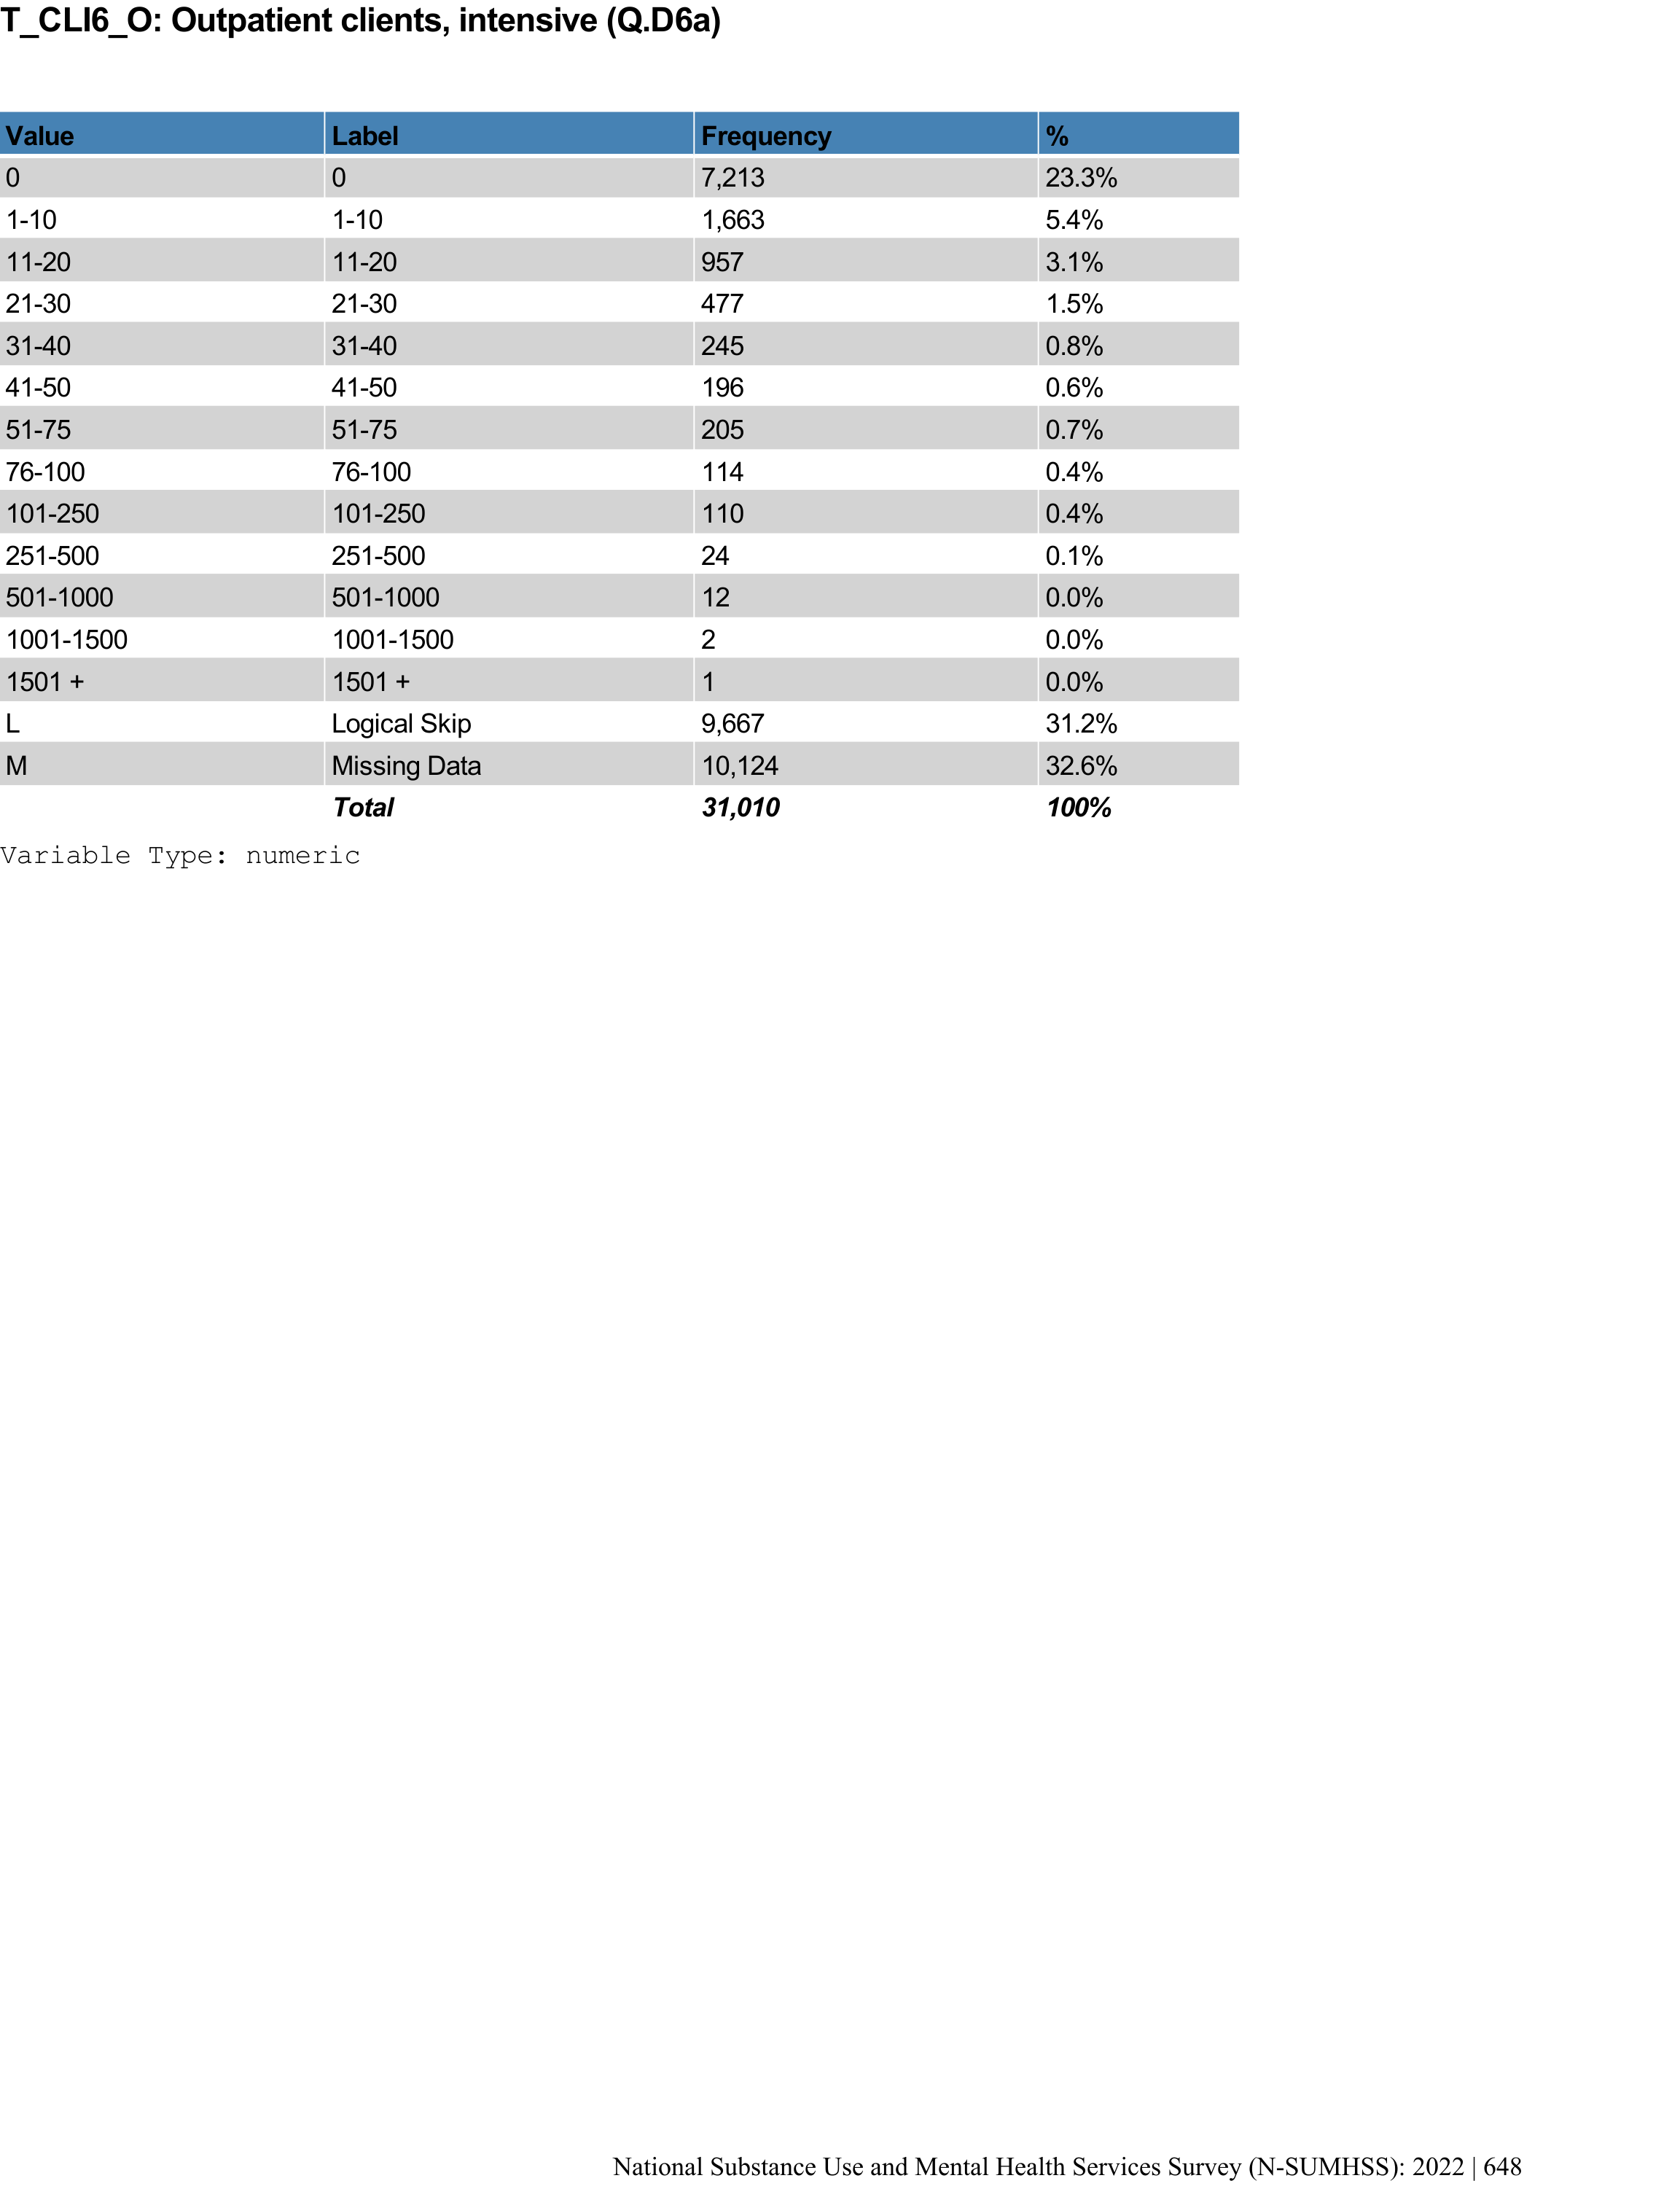 T_CLI6_O: Outpatient clients, intensive (Q.D6a)
Value Label Frequency %
0 0 7,213 23.3%
1-10 1-10 1,663 5.4%
11-20 11-20 957 3.1%
21-30 21-30 477 1.5%
31-40 31-40 245 0.8%
41-50 41-50 196 0.6%
51-75 51-75 205 0.7%
76-100 76-100 114 0.4%
101-250 101-250 110 0.4%
251-500 251-500 24 0.1%
501-1000 501-1000 12 0.0%
1001-1500 1001-1500 2 0.0%
1501 + 1501 + 1 0.0%
L Logical Skip 9,667 31.2%
M Missing Data 10,124 32.6%
Total 31,010 100%
Variable Type: numeric
National Substance Use and Mental Health Services Survey (N-SUMHSS): 2022 | 648